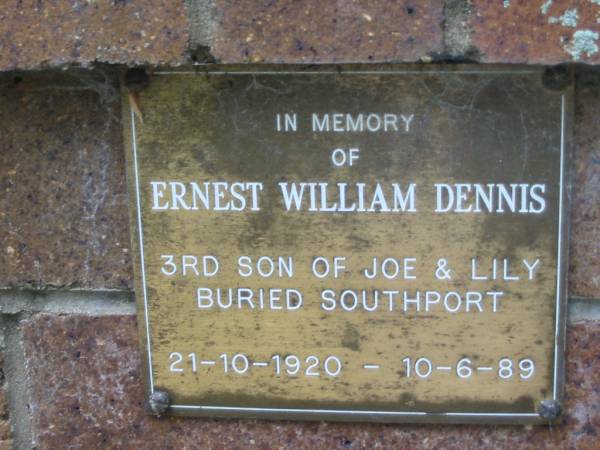 IN MEMORY
OF
ERNEST WILLIAM DENNIS
3RD SON OF JOE & LILY
BURIED SOUTHPORT
21-10-1920 - 10-6-89